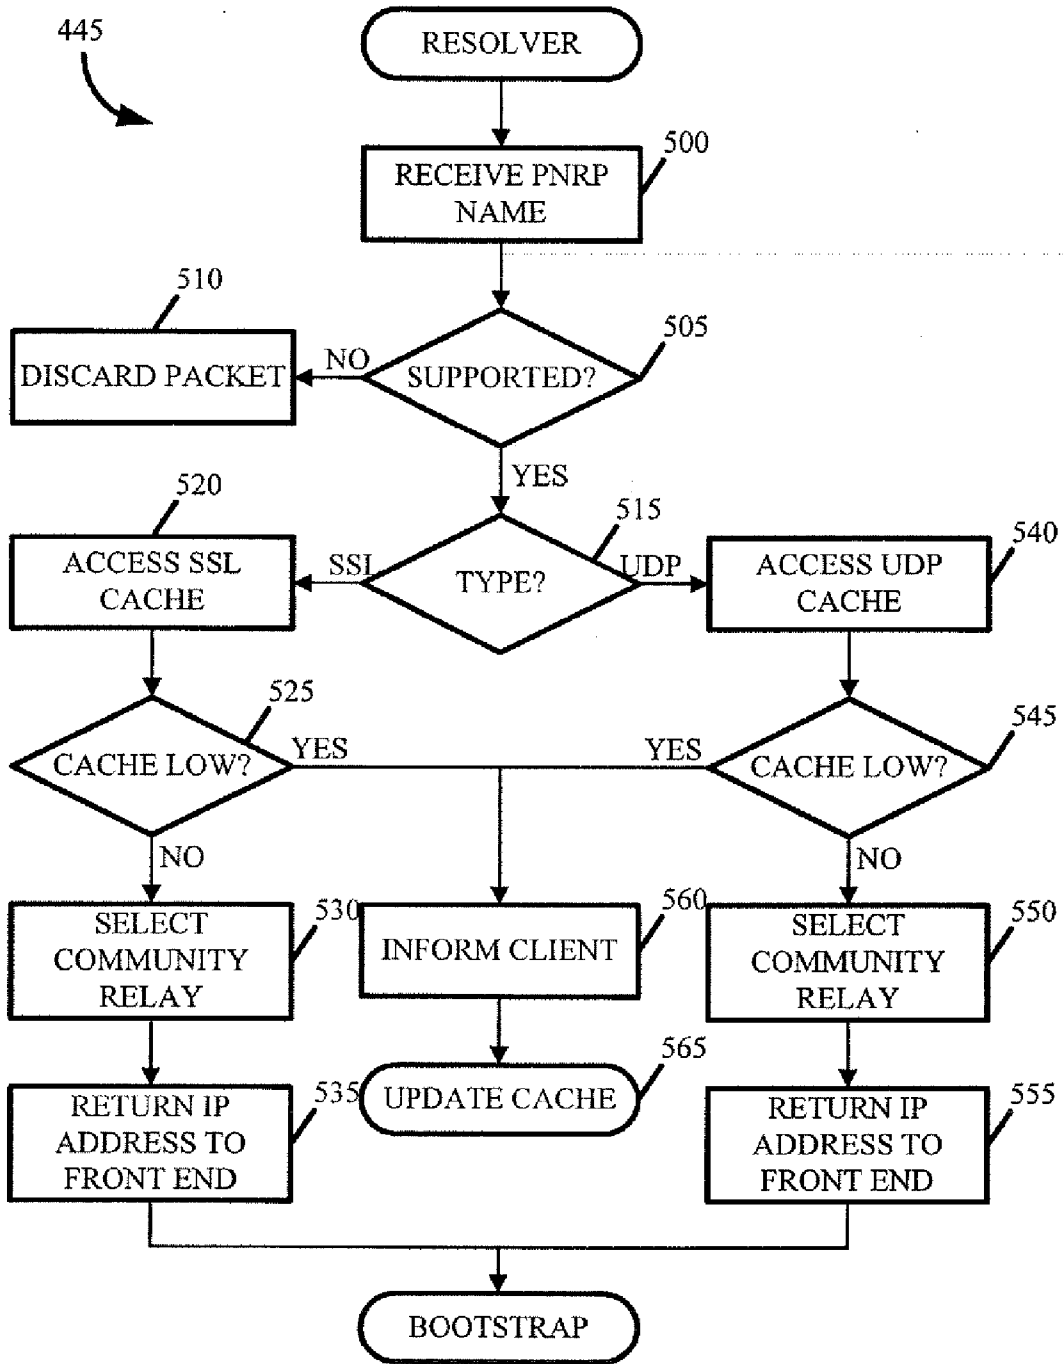 445
RESOLVER
500
RECEIVE PNRP
NAME
510
505
DISCARD PACKET
NO
SUPPORTED?
YES
520
515
540
ACCESS SSL
CACHE
SSL
TYPE?
UDP
ACCESS UDP
CACHE
525
545
CACHE LOW?
YES
YES
CACHE LOW?
NO
NO
SELECT
COMMUNITY
RELAY
530
INFORM CLIENT
560
SELECT
COMMUNITY
RELAY
550
UPDATE CACHE
565
RETURN IP
ADDRESS TO
FRONT END
535
RETURN IP
ADDRESS TO
FRONT END
555
BOOTSTRAP